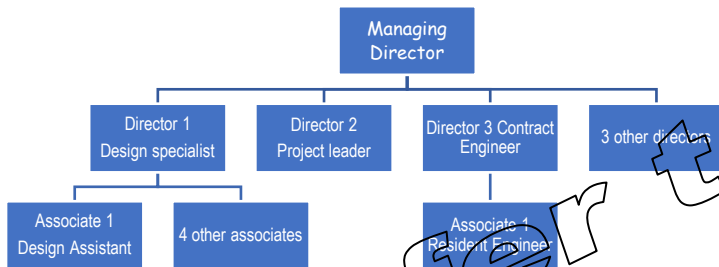 Managing
Director
Director 1
Design specialist
Director 2
Project leader
Director 3 Contract
Engineer
3 other directors
Associate 1
Design Assistant
4 other associates
Associate 1
Resident Engineer